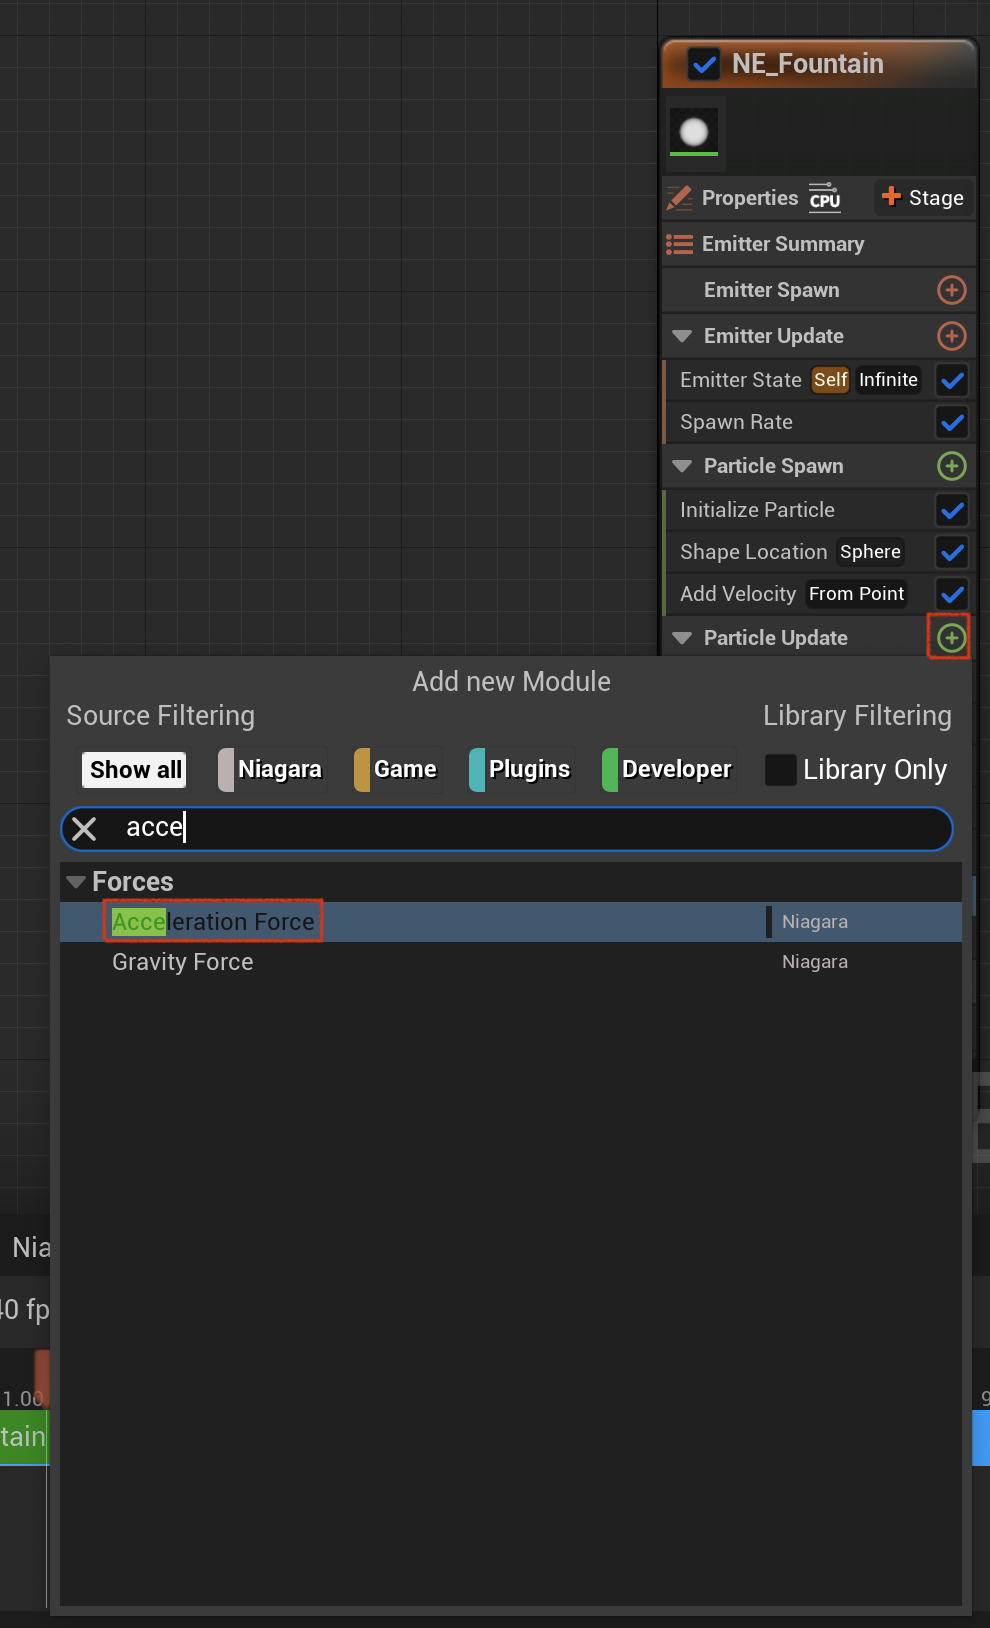 NE_Fountain
Properties CPU Stage
Emitter Summary
Emitter Spawn
Emitter Update
Emitter State Self Infinite
Spawn Rate
Particle Spawn
Initialize Particle
Shape Location Sphere
Add Velocity From Point
Particle Update
Add new Module
Source Filtering Library Filtering
Show all Niagara Game Plugins Developer Library Only
acce
Forces
Acceleration Force Niagara
Gravity Force Niagara
Nia
40 fp
1.00 9
tain